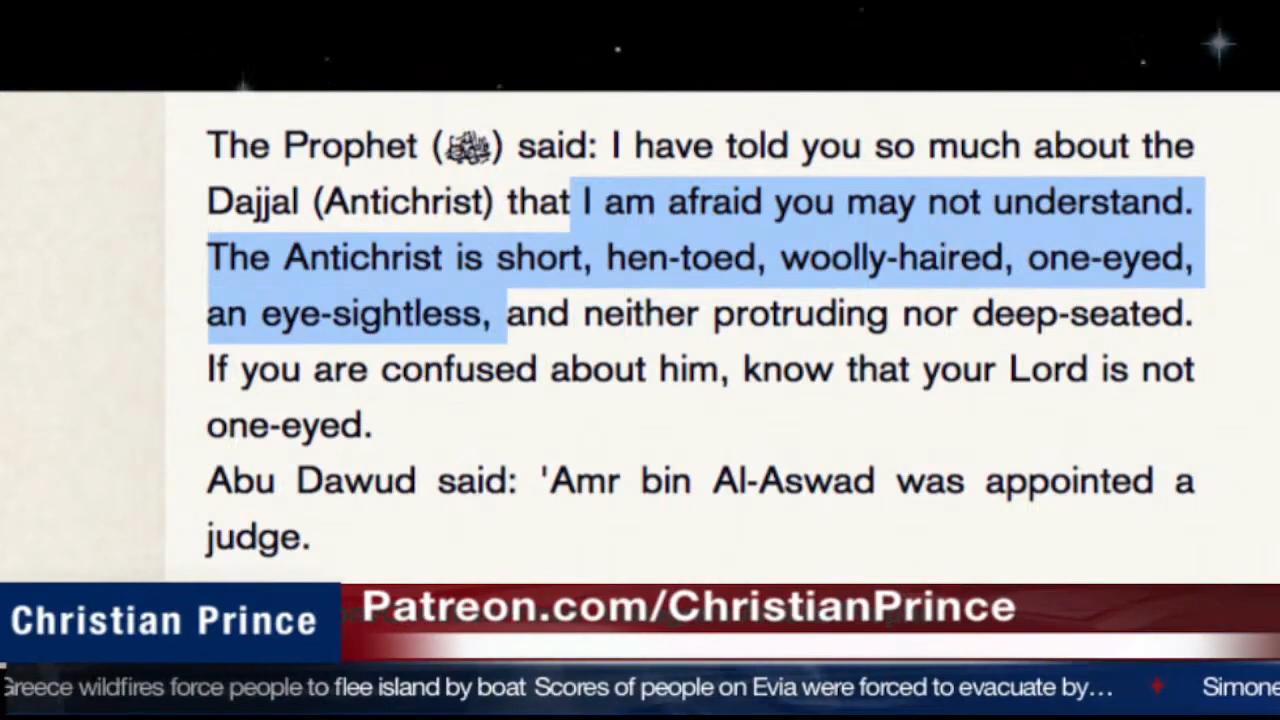 The Prophet (ﷺ) said: I have told you so much about the
Dajjal (Antichrist) that I am afraid you may not understand.
The Antichrist is short, hen-toed, woolly-haired, one-eyed,
an eye-sightless, and neither protruding nor deep-seated.
If you are confused about him, know that your Lord is not
one-eyed.
Abu Dawud said: 'Amr bin Al-Aswad was appointed a
judge.
Christian Prince
Patreon.com/ChristianPrince
Greece wildfires force people to flee island by boat Scores of people on Evia were forced to evacuate by… Simone